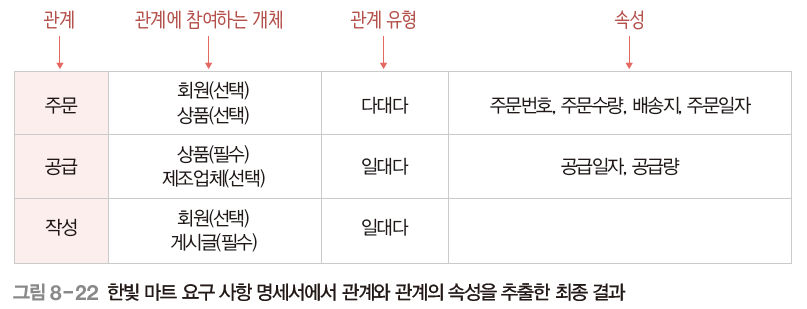 관계 관계에 참여하는 개체 관계 유형 속성
주문 회원(선택) 상품(선택) 다대다 주문번호, 주문수량, 배송지, 주문일자
공급 상품(필수) 제조업체(선택) 일대다 공급일자, 공급량
작성 회원(선택) 게시글(필수) 일대다
그림 8-22 한빛 마트 요구 사항 명세서에서 관계와 관계의 속성을 추출한 최종 결과